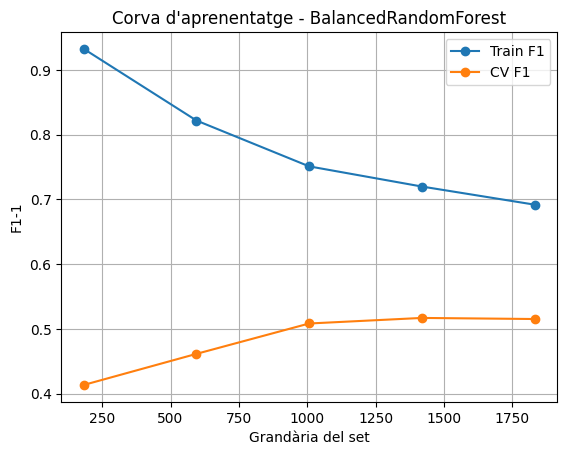 Corva d'aprenentatge - BalancedRandomForest
Train F1
CV F1
F1-1
0.9
0.8
0.7
0.6
0.5
0.4
250 500 750 1000 1250 1500 1750
Grandària del set